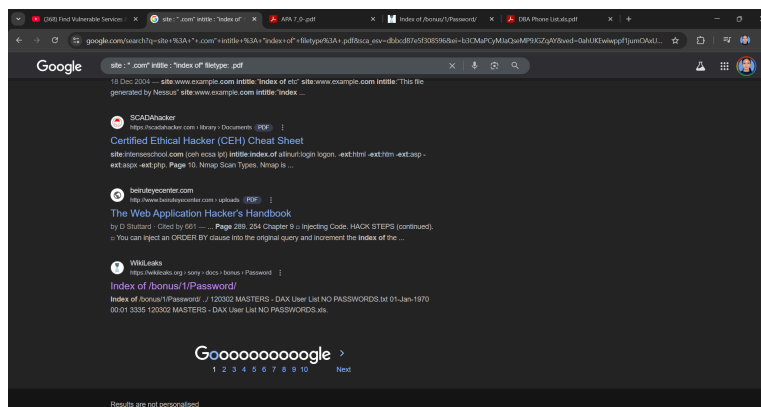 (368) Find Vulnerable Services
site : " .com" intitle : "index of"
APA 7_0-.pdf
Index of /bonus/1/Password/
DBA Phone List.xls.pdf
google.com/search?q=site+%3A+"+.com"+intitle+%3A+"index+of"+filetype%3A+.pdf&sca_esv=dbbcd87e5f308596&ei=b3CMaPCyMJaQseMP9JGZqAY&ved=0ahUKEwiwppf1jumOAxU...
Google
site : " .com" intitle : "index of" filetype: .pdf
18 Dec 2004 — site:www.example.com intitle:"Index of etc" site:www.example.com intitle:"This file
generated by Nessus" site:www.example.com intitle:"index ...
SCADAhacker
https://scadahacker.com › library › Documents PDF
Certified Ethical Hacker (CEH) Cheat Sheet
site:intenseschool.com (ceh ecsa lpt) intitle:index.of allinurl:login logon. -ext:html -ext:htm -ext:asp -
ext:aspx -ext:php. Page 10. Nmap Scan Types. Nmap is ...
beiruteyecenter.com
http://www.beiruteyecenter.com › uploads PDF
The Web Application Hacker's Handbook
by D Stuttard · Cited by 661 — ... Page 289. 254 Chapter 9 □ Injecting Code. HACK STEPS (continued).
□ You can inject an ORDER BY clause into the original query and increment the index of the ...
WikiLeaks
https://wikileaks.org › sony › docs › bonus › Password
Index of /bonus/1/Password/
Index of /bonus/1/Password/ ../ 120302 MASTERS - DAX User List NO PASSWORDS.txt 01-Jan-1970
00:01 3335 120302 MASTERS - DAX User List NO PASSWORDS.xls.
Goooooooooogle >
1 2 3 4 5 6 7 8 9 10 Next
Results are not personalised